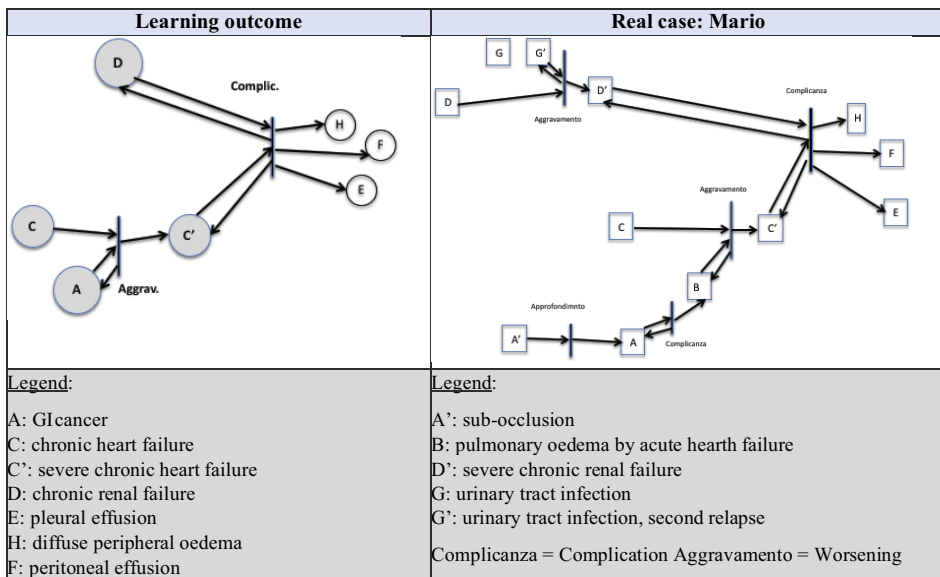 Learning outcome
Real case: Mario
D
Complic.
H
F
E
C
C'
A
Aggrav.
G
G'
D
D'
Aggravamento
Complicanza
H
F
E
Aggravamento
C
C'
B
Approfondimnto
A'
A
Complicanza
Legend:
A: GIcancer
C: chronic heart failure
C': severe chronic heart failure
D: chronic renal failure
E: pleural effusion
H: diffuse peripheral oedema
F: peritoneal effusion
Legend:
A': sub-occlusion
B: pulmonary oedema by acute hearth failure
D': severe chronic renal failure
G: urinary tract infection
G': urinary tract infection, second relapse
Complicanza = Complication Aggravamento = Worsening